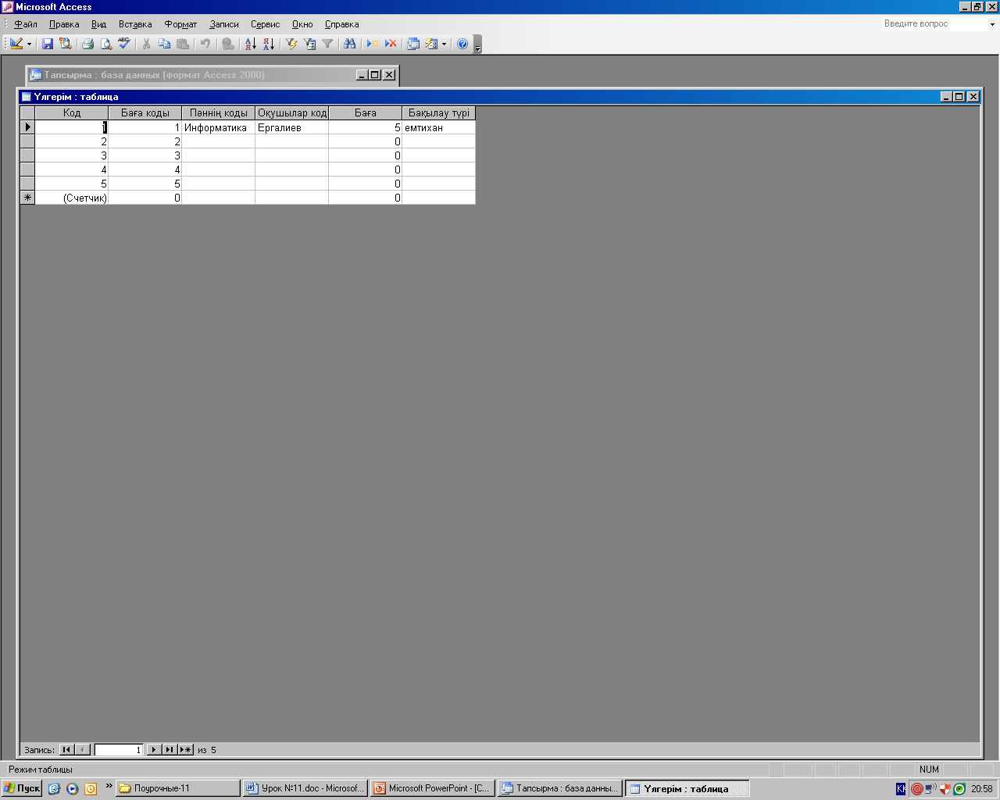 Microsoft Access
Файл Правка Вид Вставка Формат Записи Сервис Окно Справка Введите вопрос
Тапсырма : база данных (формат Access 2000)
Үлгерім : таблица
Код Баға коды Пәннің коды Оқушылар код Баға Бақылау түрі
1 1 Информатика Ергалиев 5 емтихан
2 2 0
3 3 0
4 4 0
5 5 0
(Счетчик) 0 0
Запись: 1 из 5
Режим таблицы NUM
Пуск » Поурочные-11 Урок №11.doc - Microsof... Microsoft PowerPoint - [С... Тапсырма : база данны... Үлгерім : таблица KK 20:58